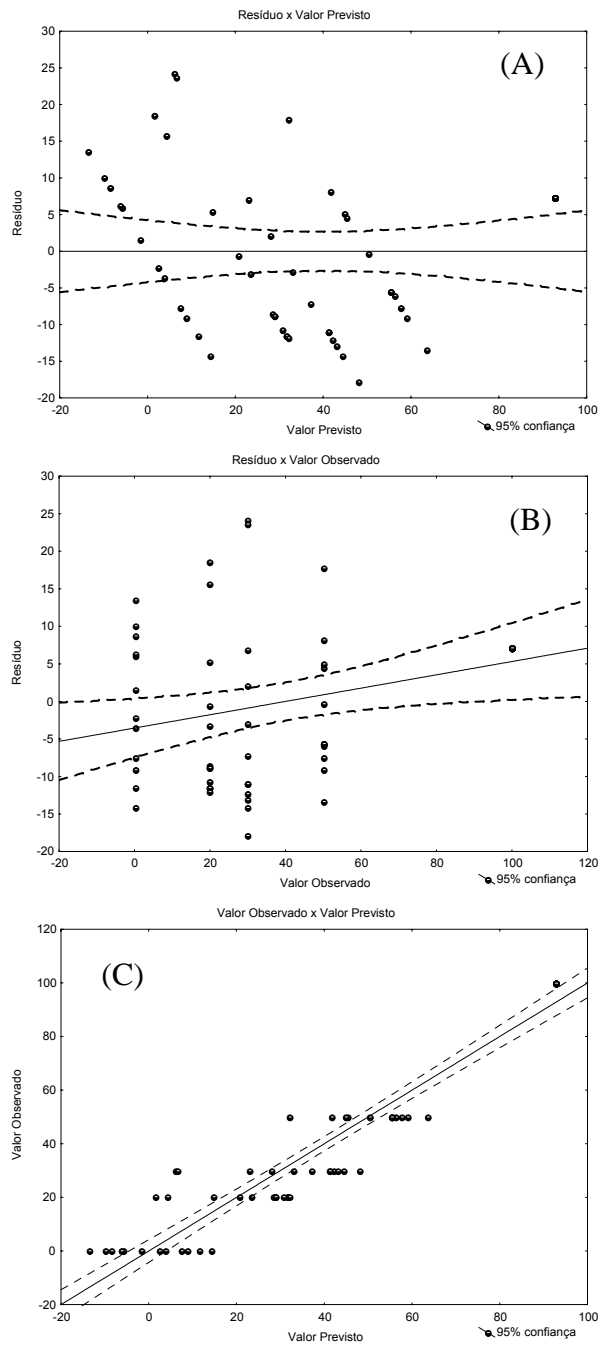 Resíduo x Valor Previsto
(A)
30
25
20
15
10
5
0
-5
-10
-15
-20
Resíduo
-20 0 20 40 60 80 100
Valor Previsto
95% confiança
Resíduo x Valor Observado
(B)
30
25
20
15
10
5
0
-5
-10
-15
-20
Resíduo
-20 0 20 40 60 80 100 120
Valor Observado
95% confiança
Valor Observado x Valor Previsto
(C)
120
100
80
60
40
20
0
-20
Valor Observado
-20 0 20 40 60 80 100
Valor Previsto
95% confiança